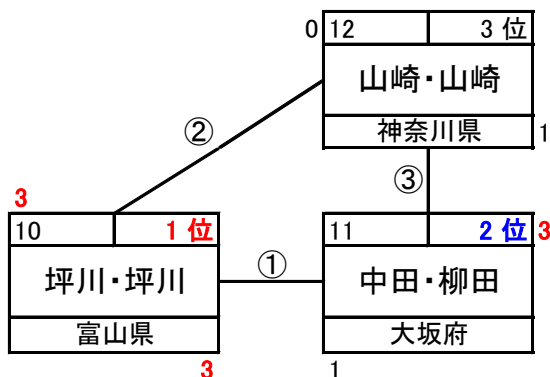 0 12 3 位
山崎・山崎
神奈川県 1
②
③
3
10 1 位
11 2 位 3
坪川・坪川
①
中田・柳田
富山県
大坂府
3
1